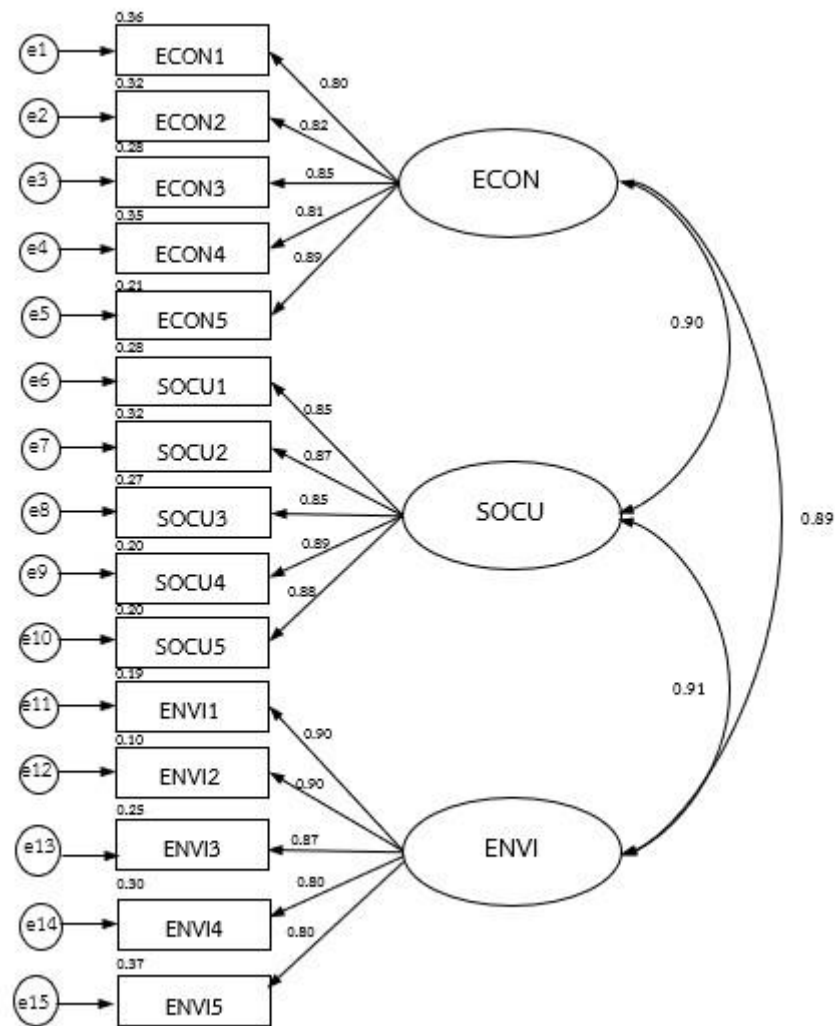 0.36
e1
ECON1
0.80
0.32
e2
ECON2
0.82
0.28
e3
ECON3
0.85
ECON
0.35
e4
ECON4
0.81
0.21
e5
ECON5
0.89
0.90
0.28
e6
SOCU1
0.85
0.32
e7
SOCU2
0.87
0.27
e8
SOCU3
0.85
SOCU
0.89
0.20
e9
SOCU4
0.89
0.20
e10
SOCU5
0.88
0.19
e11
ENVI1
0.90
0.91
0.10
e12
ENVI2
0.90
0.25
e13
ENVI3
0.87
ENVI
0.30
e14
ENVI4
0.80
0.37
e15
ENVI5
0.80